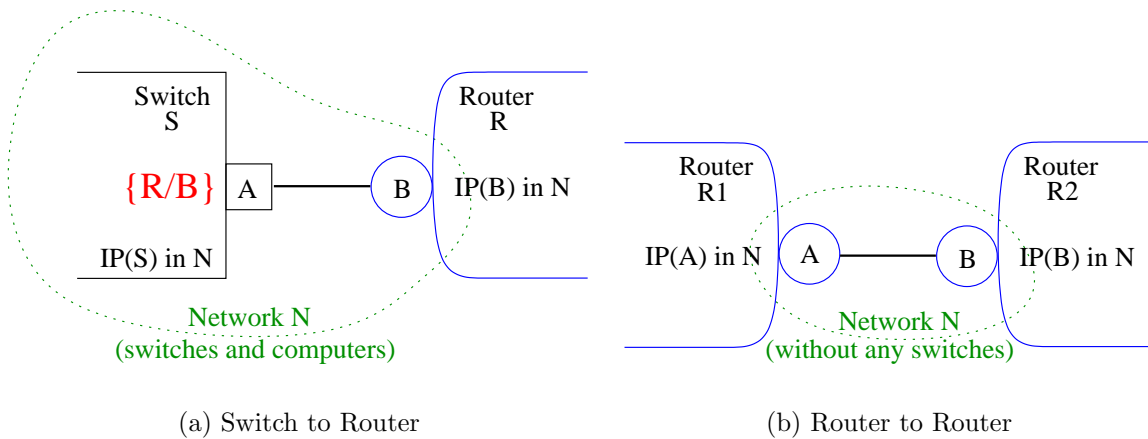 Switch
S
{R/B}
A
IP(S) in N
B
Router
R
IP(B) in N
Network N
(switches and computers)
(a) Switch to Router
Router
R1
IP(A) in N
A
B
Router
R2
IP(B) in N
Network N
(without any switches)
(b) Router to Router